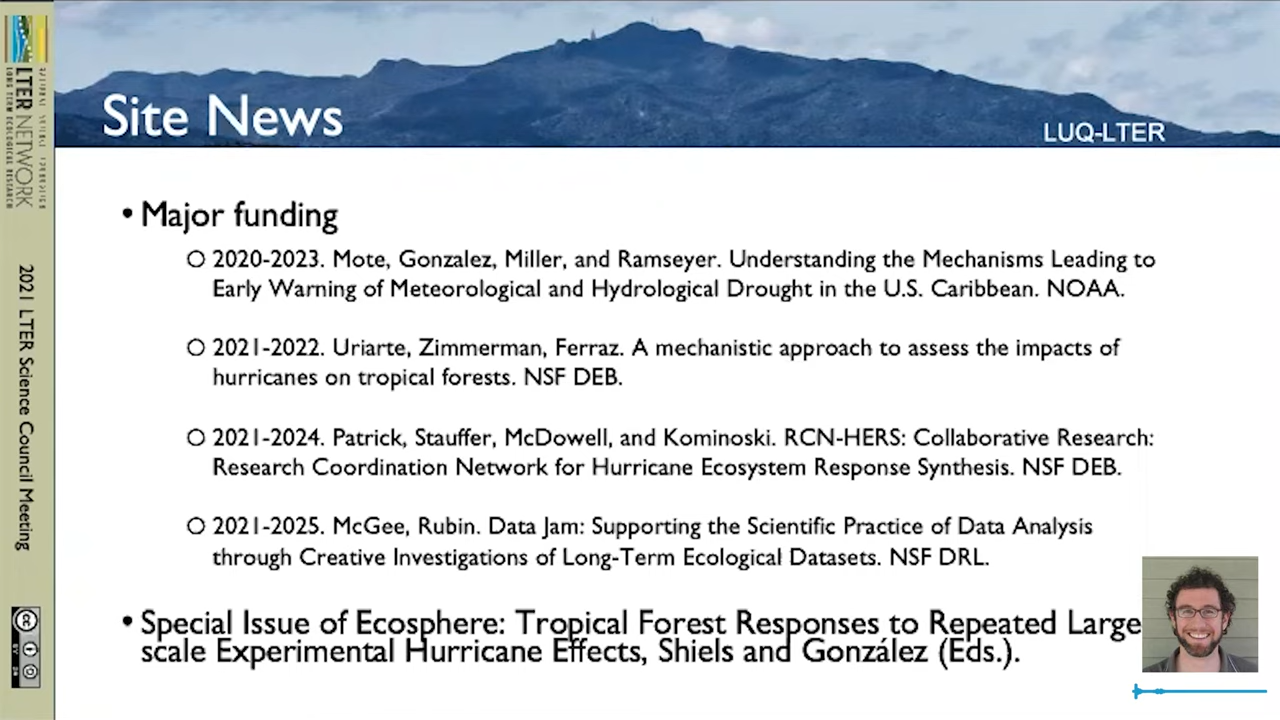 Site News
LUQ-LTER
LTER NETWORK
LONG TERM ECOLOGICAL RESEARCH
2021 LTER Science Council Meeting
• Major funding
○ 2020-2023. Mote, Gonzalez, Miller, and Ramseyer. Understanding the Mechanisms Leading to
Early Warning of Meteorological and Hydrological Drought in the U.S. Caribbean. NOAA.
○ 2021-2022. Uriarte, Zimmerman, Ferraz. A mechanistic approach to assess the impacts of
hurricanes on tropical forests. NSF DEB.
○ 2021-2024. Patrick, Stauffer, McDowell, and Kominoski. RCN-HERS: Collaborative Research:
Research Coordination Network for Hurricane Ecosystem Response Synthesis. NSF DEB.
○ 2021-2025. McGee, Rubin. Data Jam: Supporting the Scientific Practice of Data Analysis
through Creative Investigations of Long-Term Ecological Datasets. NSF DRL.
• Special Issue of Ecosphere: Tropical Forest Responses to Repeated Large
scale Experimental Hurricane Effects, Shiels and González (Eds.).
cc